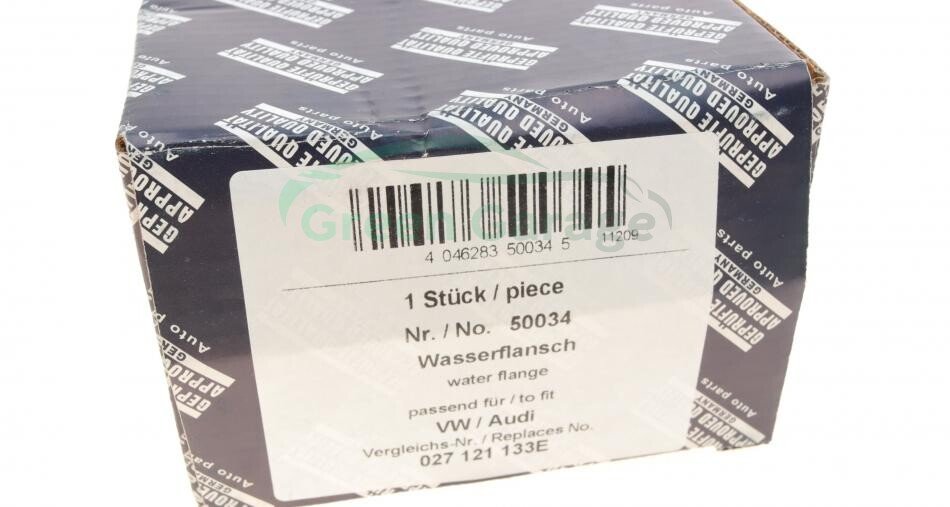 GEPRÜFTE QUALITÄT
APPROVED QUALITY
GERMANY
Auto parts
Green Garage
4 046283 50034 5
11209
1 Stück / piece
Nr. / No. 50034
Wasserflansch
water flange
passend für / to fit
VW / Audi
Vergleichs-Nr. / Replaces No.
027 121 133E